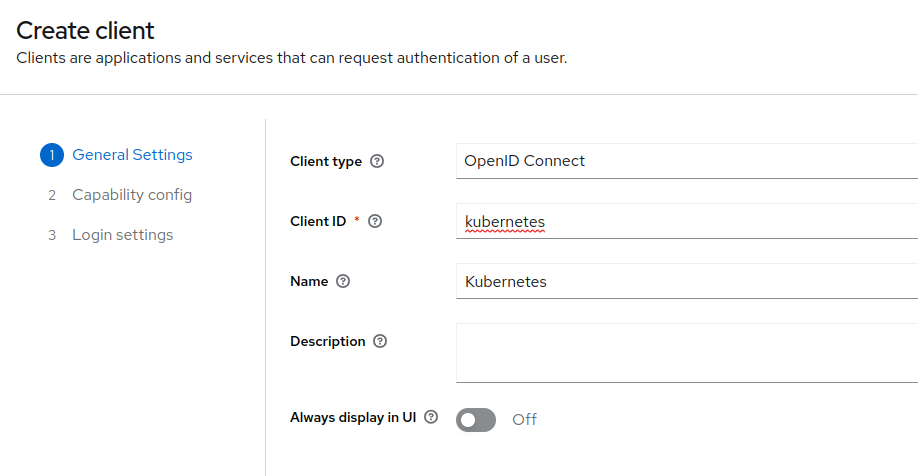 Create client
Clients are applications and services that can request authentication of a user.
1 General Settings
2 Capability config
3 Login settings
Client type ?
OpenID Connect
Client ID * ?
kubernetes
Name ?
Kubernetes
Description ?
Always display in UI ?
Off